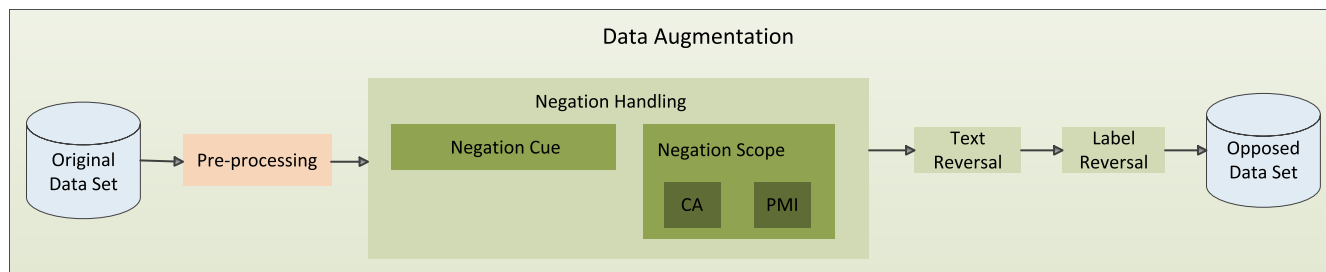 Data Augmentation
Original
Data Set
Pre-processing
Negation Handling
Negation Cue
Negation Scope
CA
PMI
Text
Reversal
Label
Reversal
Opposed
Data Set